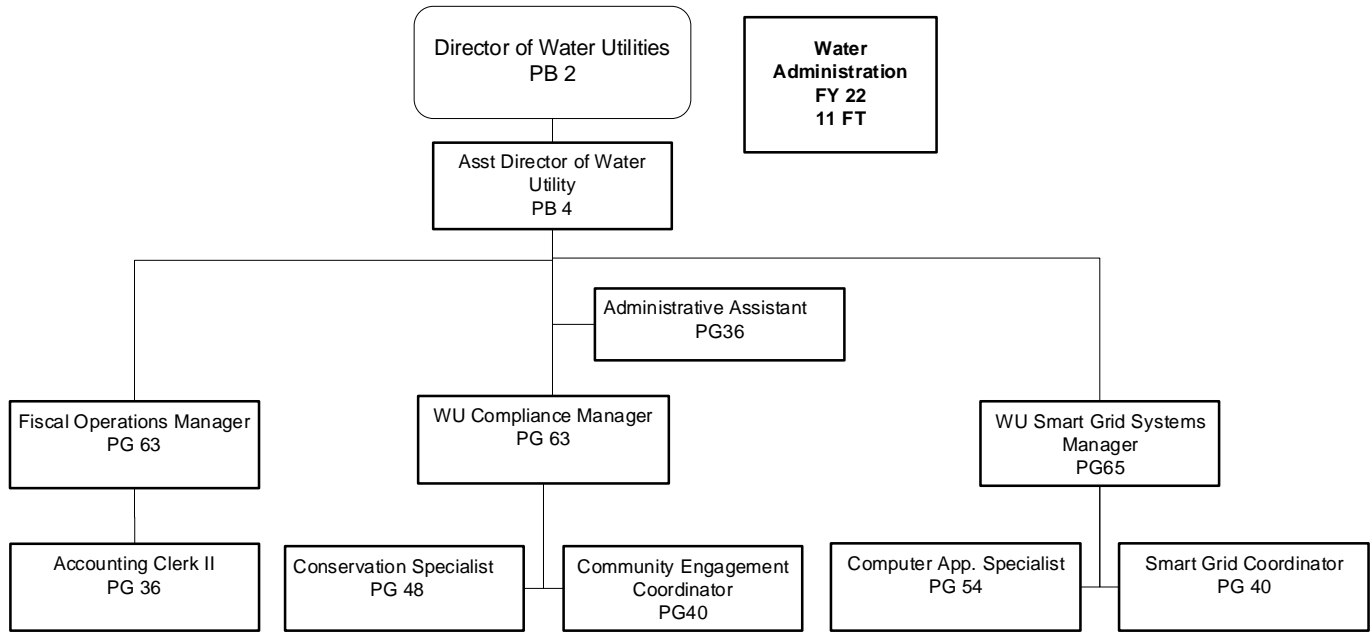 Director of Water Utilities
PB 2
Water
Administration
FY 22
11 FT
Asst Director of Water
Utility
PB 4
Administrative Assistant
PG36
Fiscal Operations Manager
PG 63
WU Compliance Manager
PG 63
WU Smart Grid Systems
Manager
PG65
Accounting Clerk II
PG 36
Conservation Specialist
PG 48
Community Engagement
Coordinator
PG40
Computer App. Specialist
PG 54
Smart Grid Coordinator
PG 40